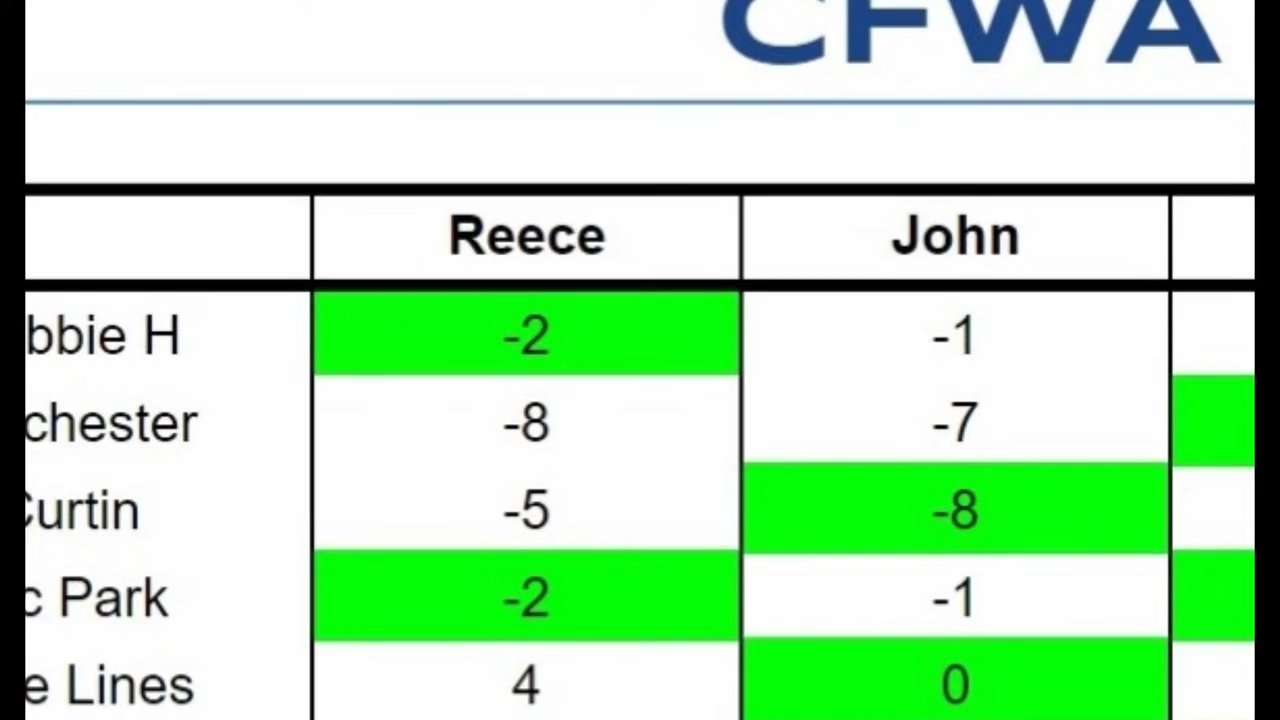 CFWA
Reece John
bbie H -2 -1
chester -8 -7
Curtin -5 -8
c Park -2 -1
e Lines 4 0